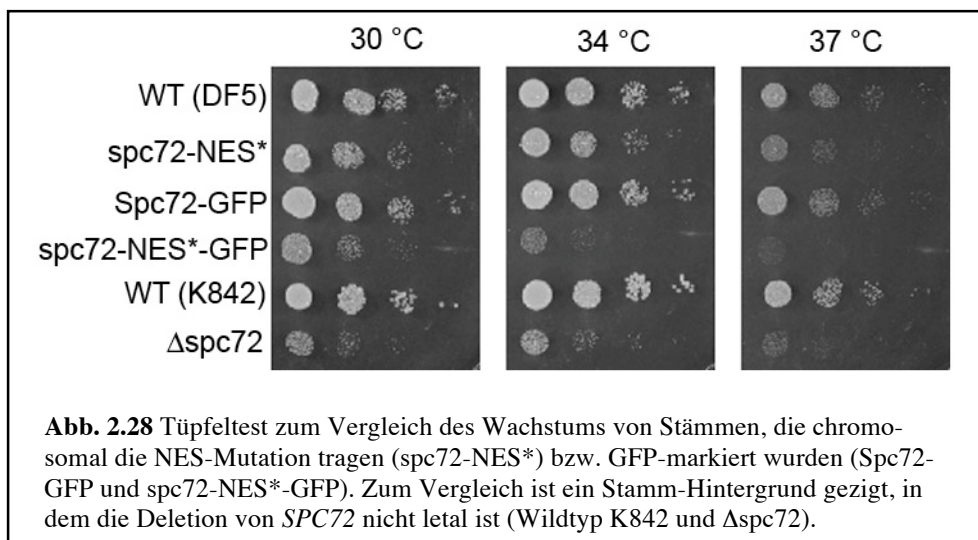 30 °C 34 °C 37 °C
WT (DF5)
spc72-NES*
Spc72-GFP
spc72-NES*-GFP
WT (K842)
Δspc72
Abb. 2.28 Tüpfeltest zum Vergleich des Wachstums von Stämmen, die chromo-
somal die NES-Mutation tragen (spc72-NES*) bzw. GFP-markiert wurden (Spc72-
GFP und spc72-NES*-GFP). Zum Vergleich ist ein Stamm-Hintergrund gezigt, in
dem die Deletion von SPC72 nicht letal ist (Wildtyp K842 und Δspc72).